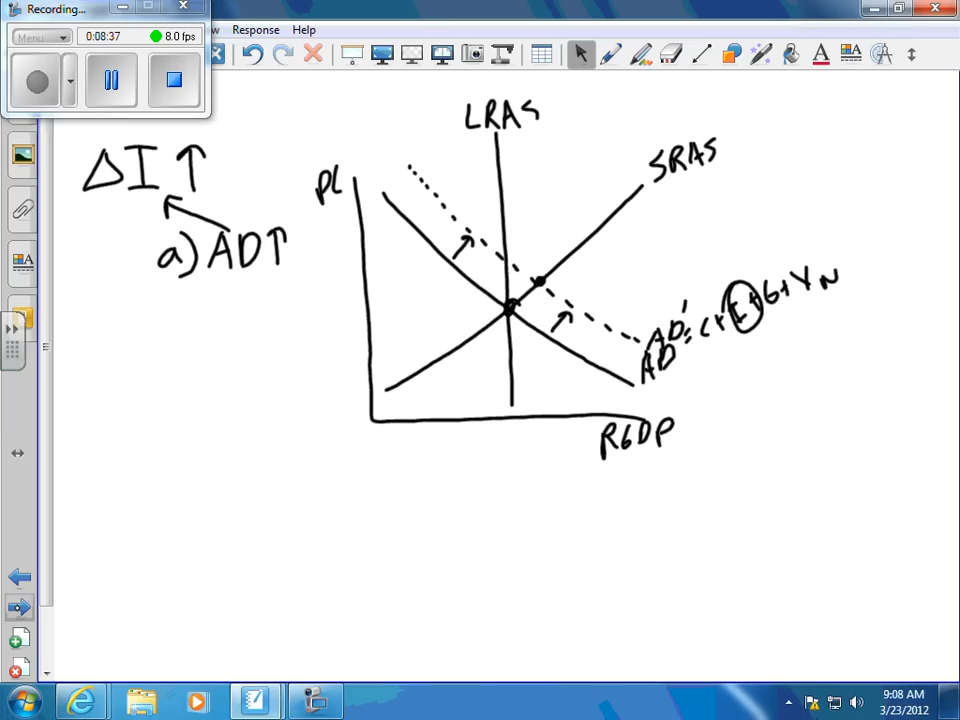 Recording...
Menu
0:08:37
8.0 fps
w Response Help
LRAS
ΔI↑
SRAS
PL
a) AD↑
AD' = C+I+G+XN
AD
RGDP
9:08 AM
3/23/2012